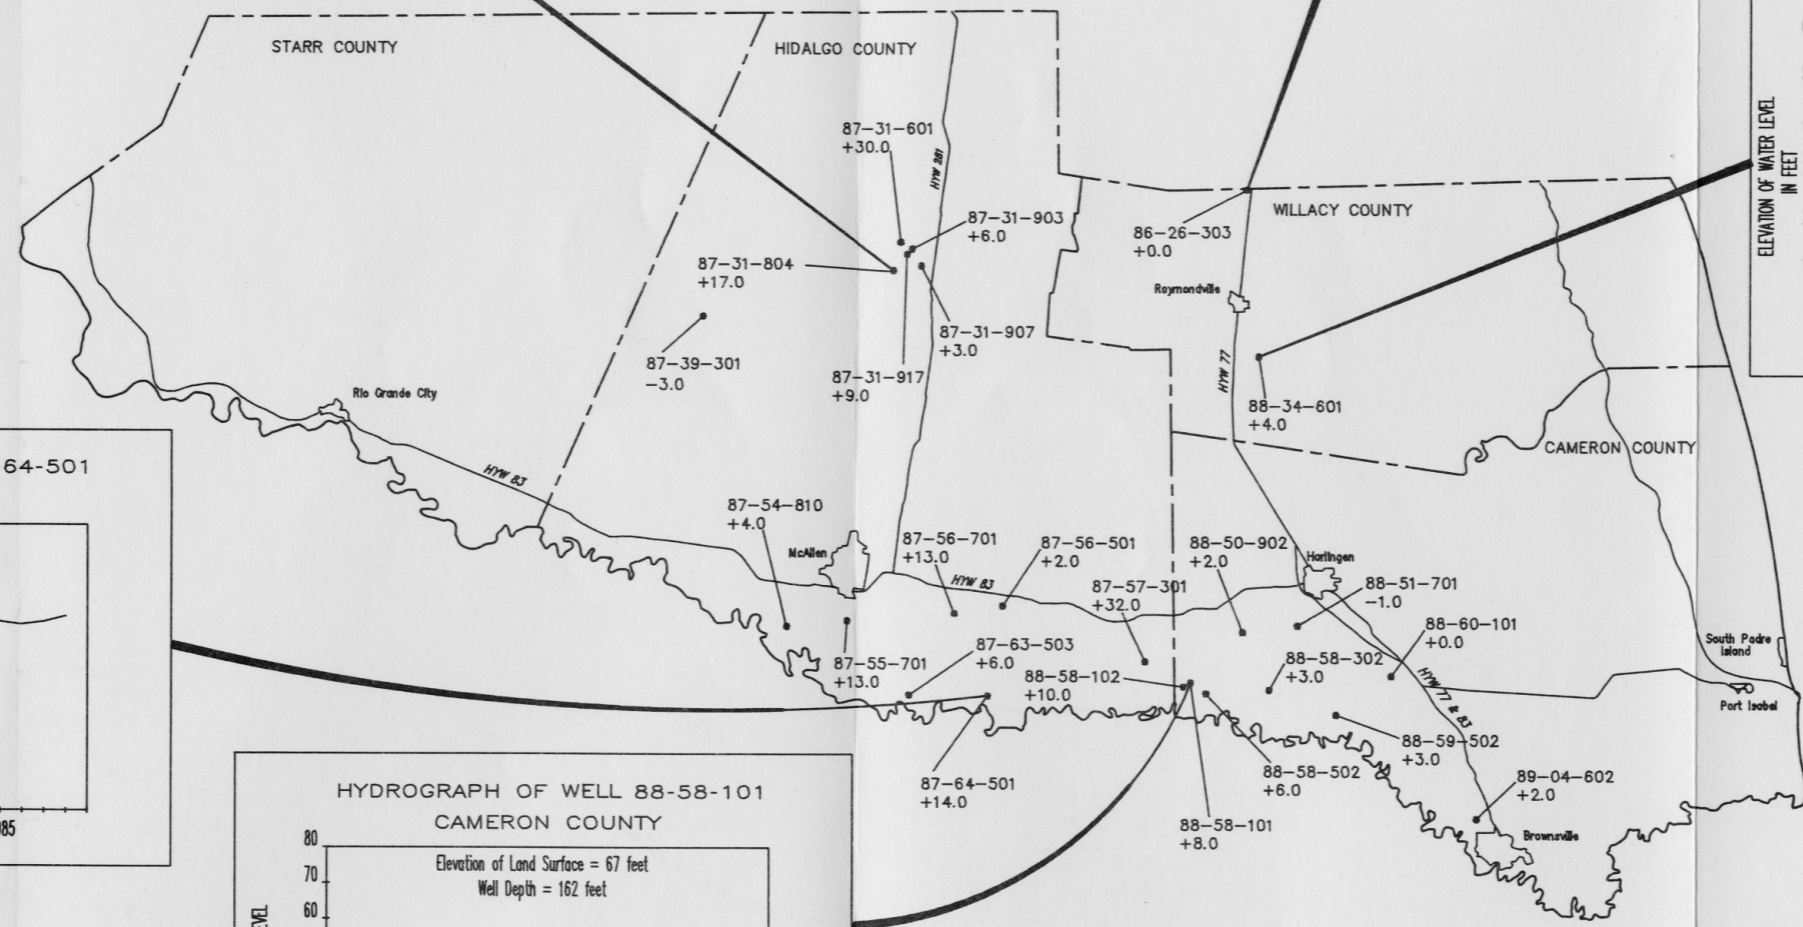 STARR COUNTY
HIDALGO COUNTY
87-31-601
+30.0
HYW 281
87-31-903
+6.0
86-26-303
+0.0
WILLACY COUNTY
ELEVATION OF WATER LEVEL
IN FEET
87-31-804
+17.0
Raymondville
87-31-907
+3.0
87-39-301
-3.0
87-31-917
+9.0
HYW 77
88-34-601
+4.0
Rio Grande City
CAMERON COUNTY
64-501
HYW 83
87-54-810
+4.0
McAllen
87-56-701
+13.0
87-56-501
+2.0
88-50-902
+2.0
Harlingen
HYW 83
87-57-301
+32.0
88-51-701
-1.0
88-60-101
+0.0
87-55-701
+13.0
87-63-503
+6.0
88-58-102
+10.0
88-58-302
+3.0
South Padre
Island
HYW 77 & 83
Port Isabel
88-59-502
+3.0
87-64-501
+14.0
88-58-502
+6.0
89-04-602
+2.0
88-58-101
+8.0
Brownsville
985
HYDROGRAPH OF WELL 88-58-101
CAMERON COUNTY
80
Elevation of Land Surface = 67 feet
70
Well Depth = 162 feet
60
VEL